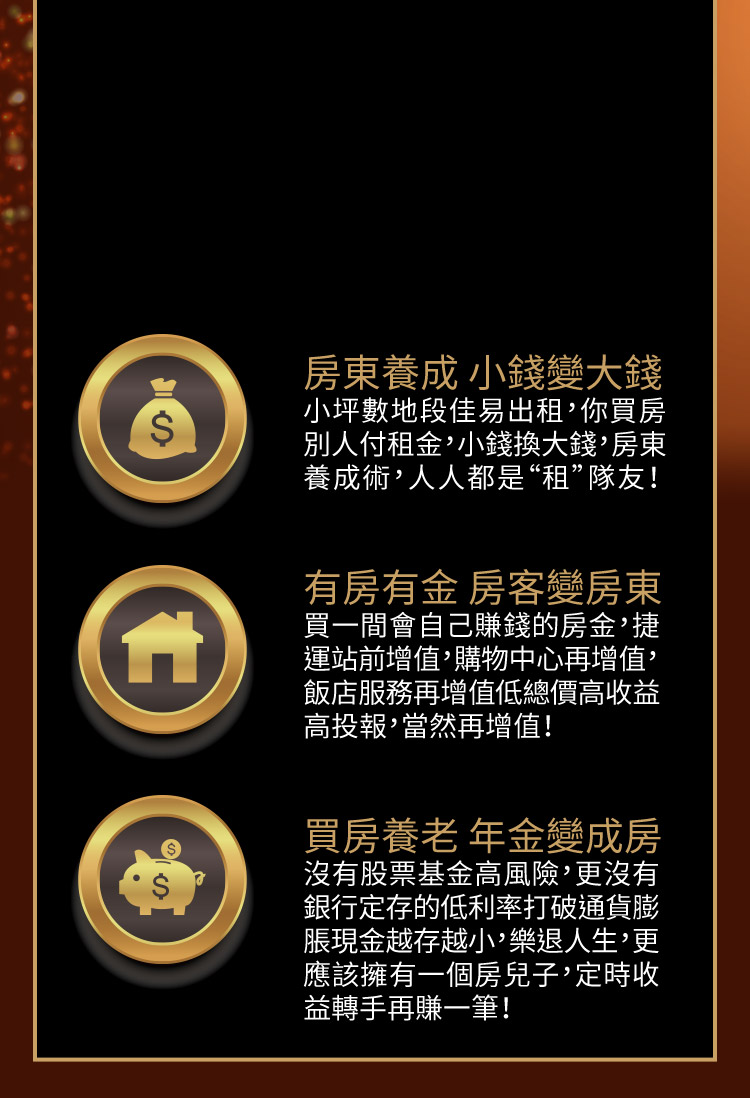 房東養成 小錢變大錢
小坪數地段佳易出租,你買房
別人付租金,小錢換大錢,房東
養成術,人人都是“租”隊友!
有房有金 房客變房東
買一間會自己賺錢的房金,捷
運站前增值,購物中心再增值,
飯店服務再增值低總價高收益
高投報,當然再增值!
買房養老 年金變成房
沒有股票基金高風險,更沒有
銀行定存的低利率打破通貨膨
脹現金越存越小,樂退人生,更
應該擁有一個房兒子,定時收
益轉手再賺一筆!
$
$
$